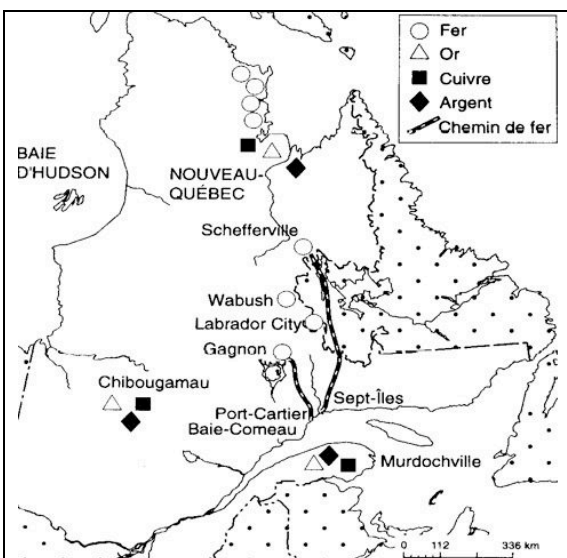 Fer
Or
Cuivre
Argent
Chemin de fer
BAIE
D'HUDSON
NOUVEAU-
QUÉBEC
Schefferville
Wabush
Labrador City
Gagnon
Chibougamau
Sept-Îles
Port-Cartier
Baie-Comeau
Murdochville
0 112 336 km